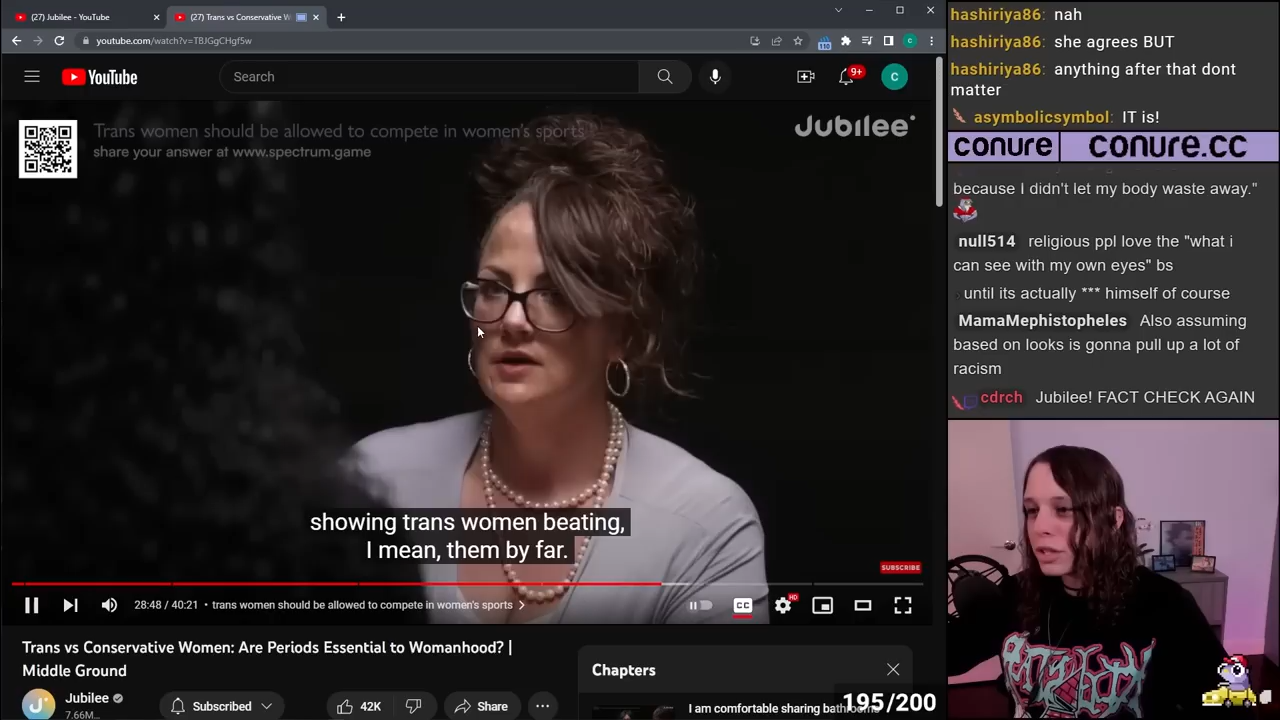 (27) Jubilee - YouTube
(27) Trans vs Conservative W
youtube.com/watch?v=TBJGgCHgf5w
YouTube
Search
9+
C
Trans women should be allowed to compete in women's sports
share your answer at www.spectrum.game
Jubilee
showing trans women beating,
I mean, them by far.
SUBSCRIBE
28:48 / 40:21 • trans women should be allowed to compete in women's sports
CC
HD
Trans vs Conservative Women: Are Periods Essential to Womanhood? |
Middle Ground
Jubilee
7.66M...
Subscribed
42K
Share
Chapters
I am comfortable sharing bathrooms
195/200
hashiriya86: nah
hashiriya86: she agrees BUT
hashiriya86: anything after that dont
matter
asymbolicsymbol: IT is!
conure
conure.cc
because I didn't let my body waste away."
null514 religious ppl love the "what i
can see with my own eyes" bs
until its actually *** himself of course
MamaMephistopheles Also assuming
based on looks is gonna pull up a lot of
racism
cdrch Jubilee! FACT CHECK AGAIN